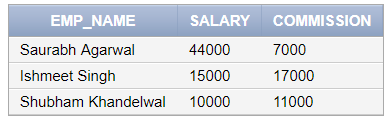 EMP_NAME SALARY COMMISSION
Saurabh Agarwal 44000 7000
Ishmeet Singh 15000 17000
Shubham Khandelwal 10000 11000